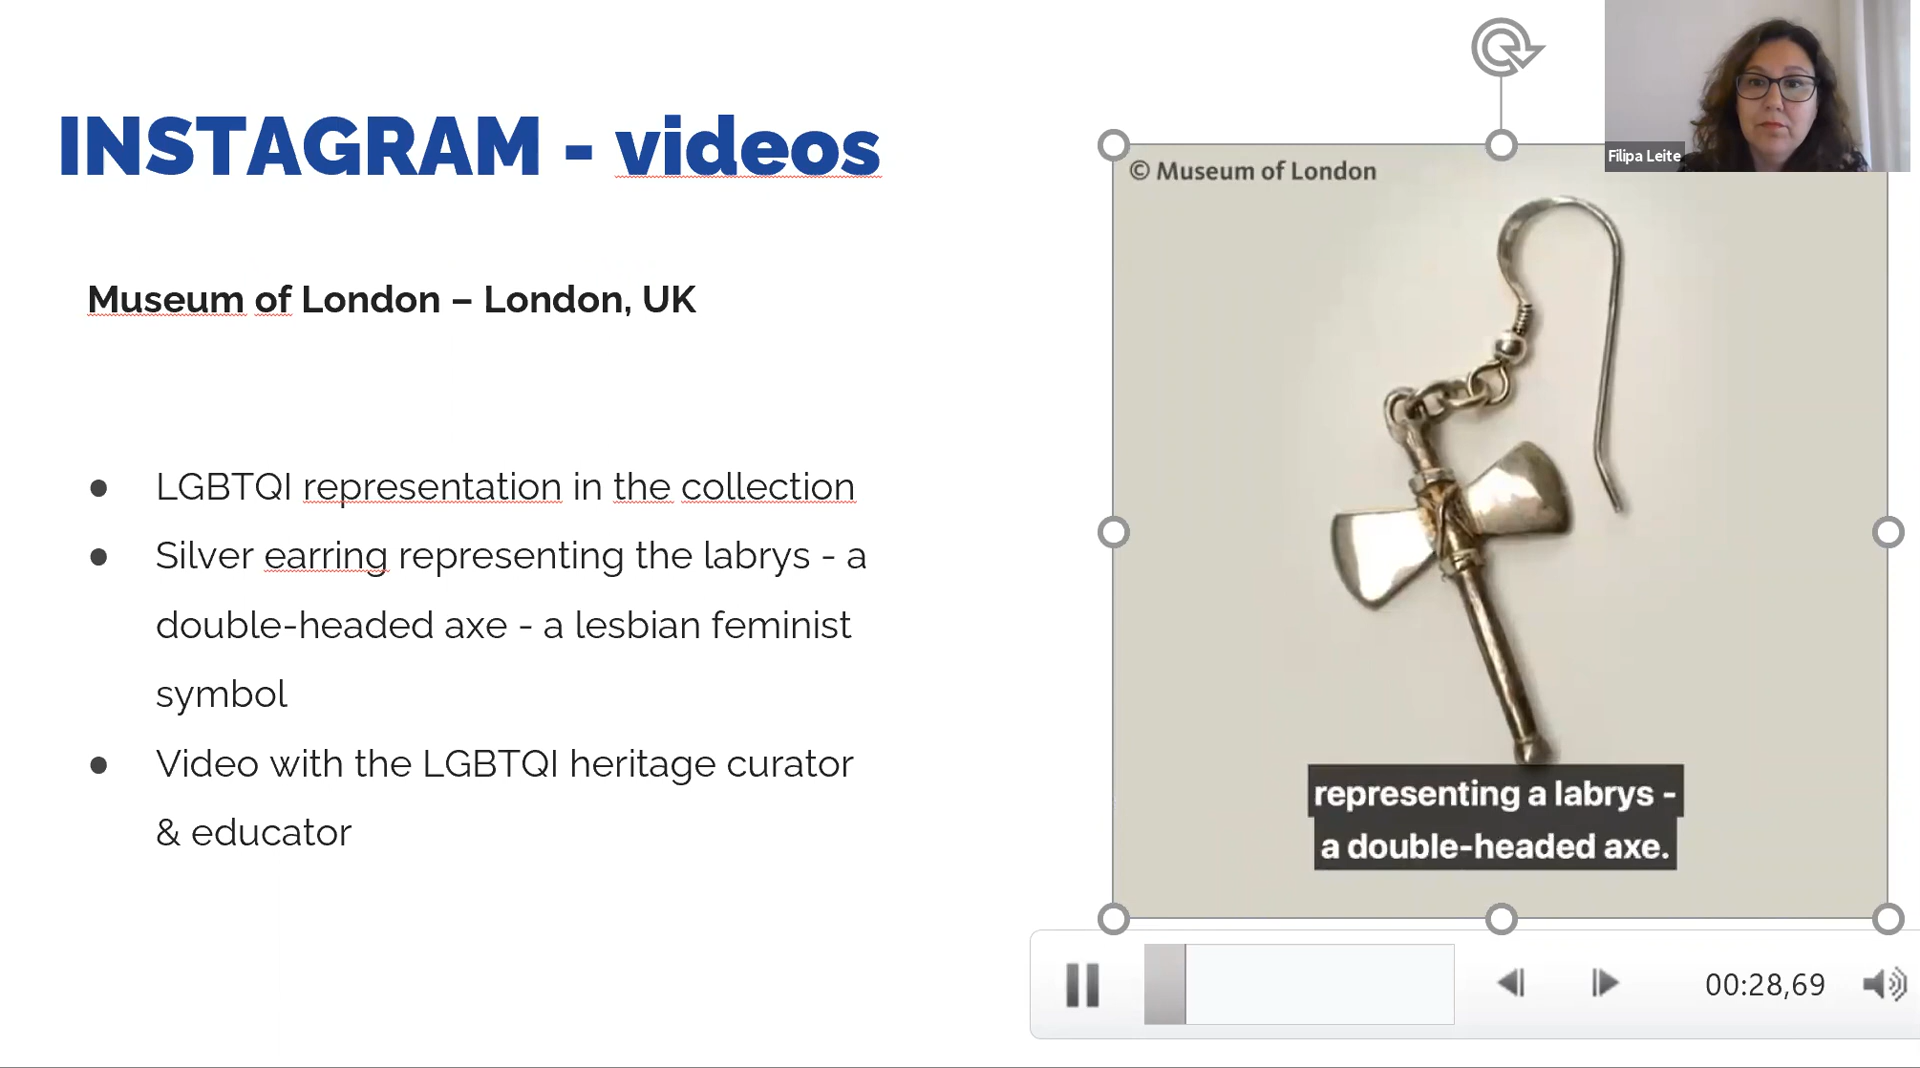 INSTAGRAM - videos
Museum of London – London, UK
● LGBTQI representation in the collection
● Silver earring representing the labrys - a
double-headed axe - a lesbian feminist
symbol
● Video with the LGBTQI heritage curator
& educator
© Museum of London
Filipa Leite
representing a labrys -
a double-headed axe.
00:28,69